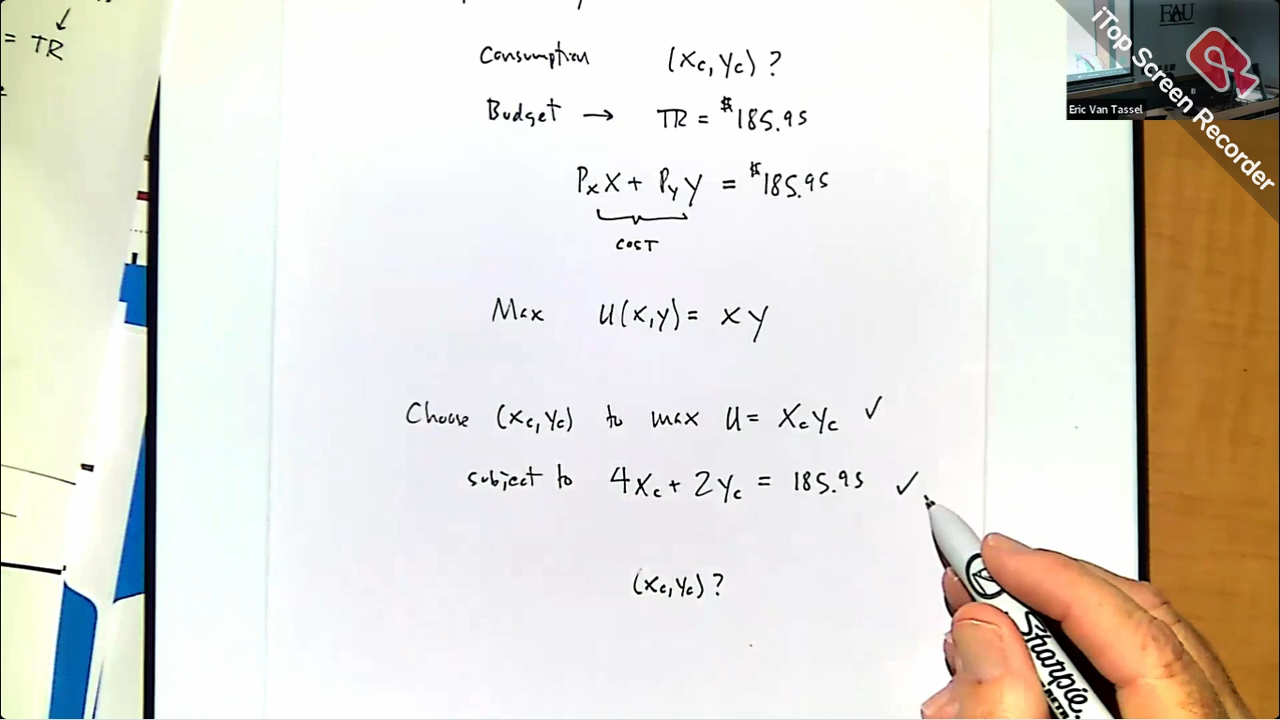 = TR
Consumption (Xc, Yc) ?
Budget → TR = $185.95
PxX + PyY = $185.95
COST
Max U(X,Y) = XY
Choose (Xc, Yc) to max U = XcYc ✓
subject to 4Xc + 2Yc = 185.95 ✓
(Xc, Yc) ?
FAU
Eric Van Tassel
iTop Screen Recorder
Sharpie